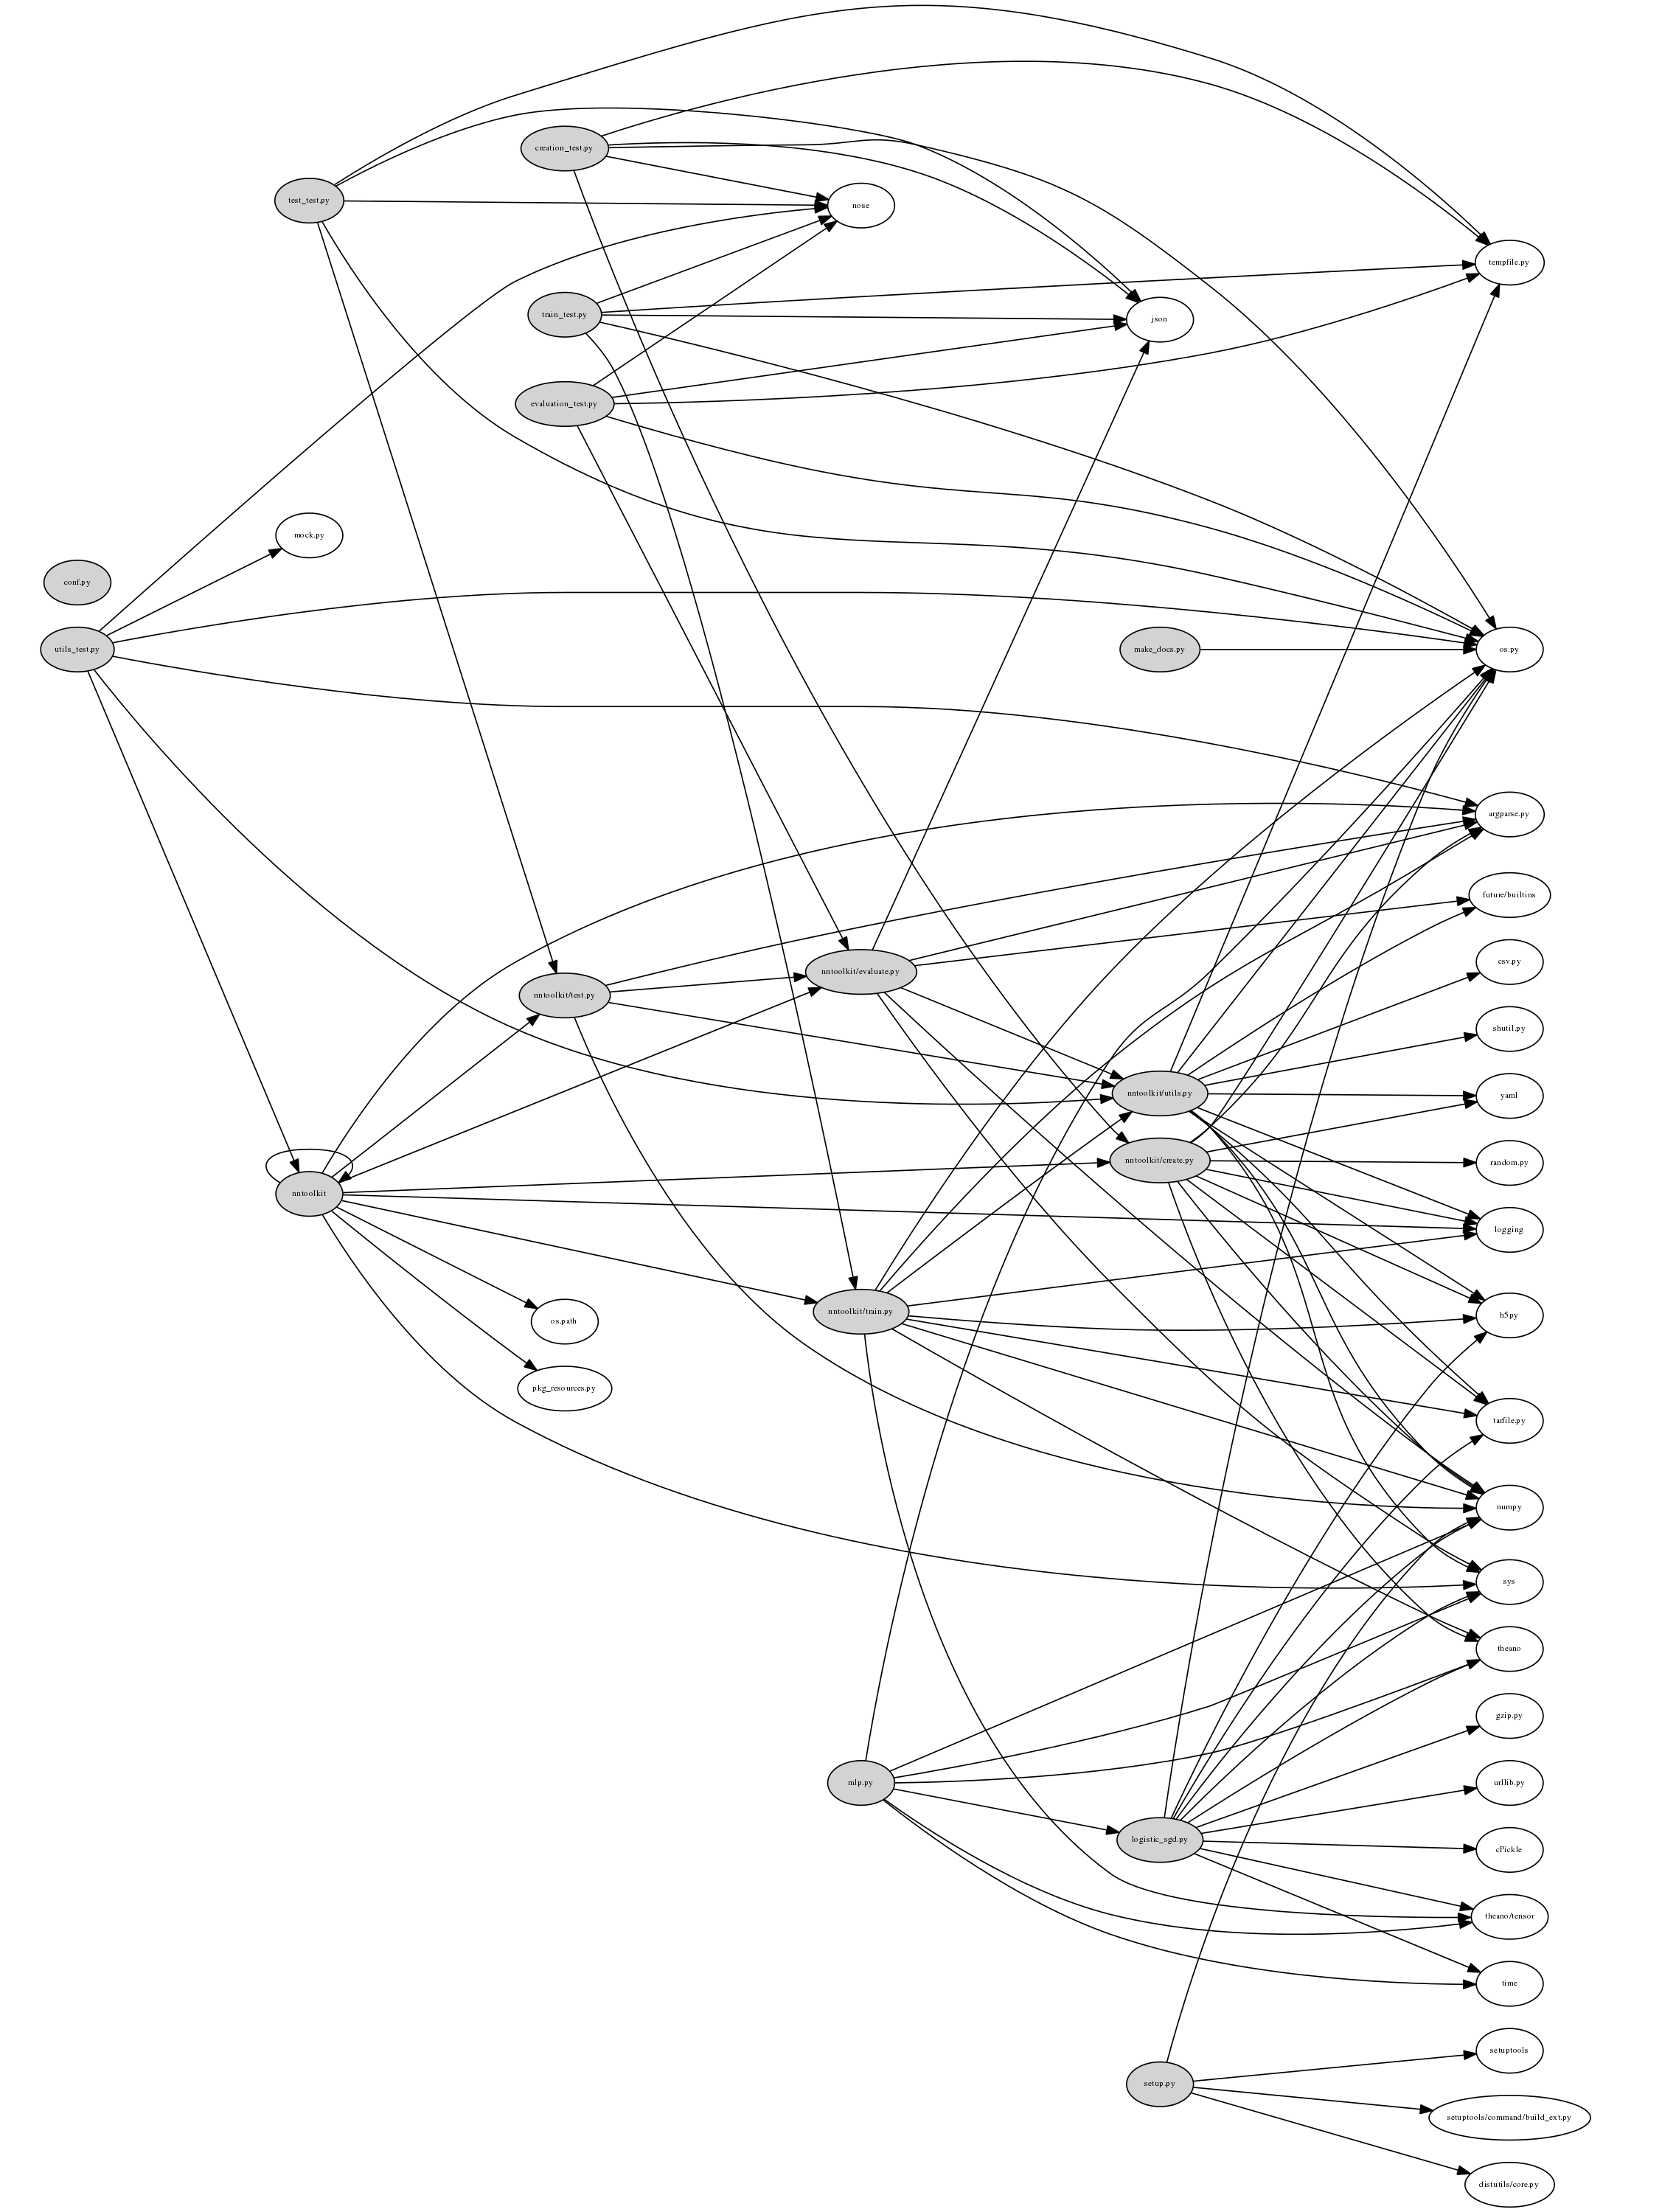 creation_test.py
test_test.py
nose
tempfile.py
train_test.py
json
evaluation_test.py
mock.py
conf.py
utils_test.py
make_docs.py
os.py
argparse.py
future/builtins
csv.py
nntoolkit/evaluate.py
nntoolkit/test.py
shutil.py
nntoolkit/utils.py
yaml
nntoolkit/create.py
random.py
nntoolkit
logging
nntoolkit/train.py
h5py
os.path
pkg_resources.py
tarfile.py
numpy
sys
theano
gzip.py
mlp.py
urllib.py
logistic_sgd.py
cPickle
theano/tensor
time
setuptools
setup.py
setuptools/command/build_ext.py
distutils/core.py